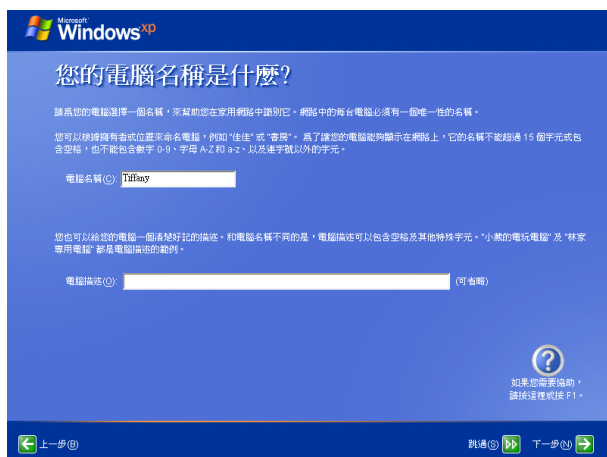 Microsoft
Windows xp
您的電腦名稱是什麼?
請為您的電腦選擇一個名稱，來幫助您在家用網路中識別它。網路中的每台電腦必須有一個唯一性的名稱。
您可以根據擁有者或位置來命名電腦，例如 "佳佳" 或 "書房"。 為了讓您的電腦能夠顯示在網路上，它的名稱不能超過 15 個字元或包
含空格，也不能包含數字 0-9、字母 A-Z 和 a-z、以及連字號以外的字元。
電腦名稱(C): Tiffany
您也可以給您的電腦一個清楚好記的描述。和電腦名稱不同的是，電腦描述可以包含空格及其他特殊字元。"小葳的電玩電腦" 及 "林家
專用電腦" 都是電腦描述的範例。
電腦描述(O): (可省略)
如果您需要協助，
請按這裡或按 F1。
上一步(B) 跳過(S) 下一步(N)